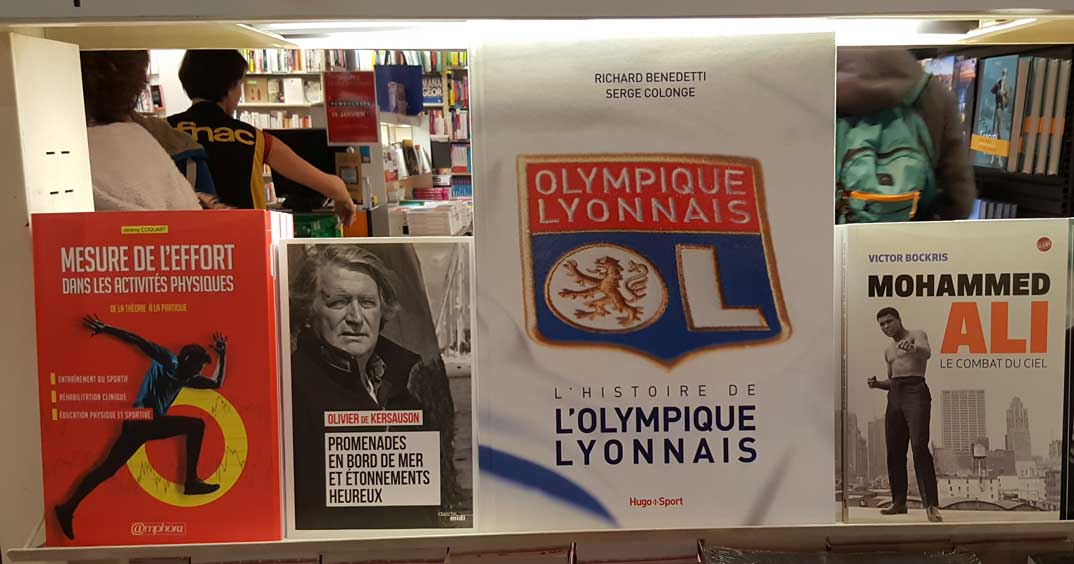 fnac
14 JANVIER
Jérémy COQUART
MESURE DE L'EFFORT
DANS LES ACTIVITÉS PHYSIQUES
DE LA THÉORIE À LA PRATIQUE
ENTRAÎNEMENT DU SPORTIF
RÉHABILITATION CLINIQUE
ÉDUCATION PHYSIQUE ET SPORTIVE
@mphora
OLIVIER DE KERSAUSON
PROMENADES
EN BORD DE MER
ET ÉTONNEMENTS
HEUREUX
cherche
midi
RICHARD BENEDETTI
SERGE COLONGE
OLYMPIQUE
LYONNAIS
OL
L'HISTOIRE DE
L'OLYMPIQUE
LYONNAIS
Hugo+Sport
VICTOR BOCKRIS
MOHAMMED
ALI
LE COMBAT DU CIEL